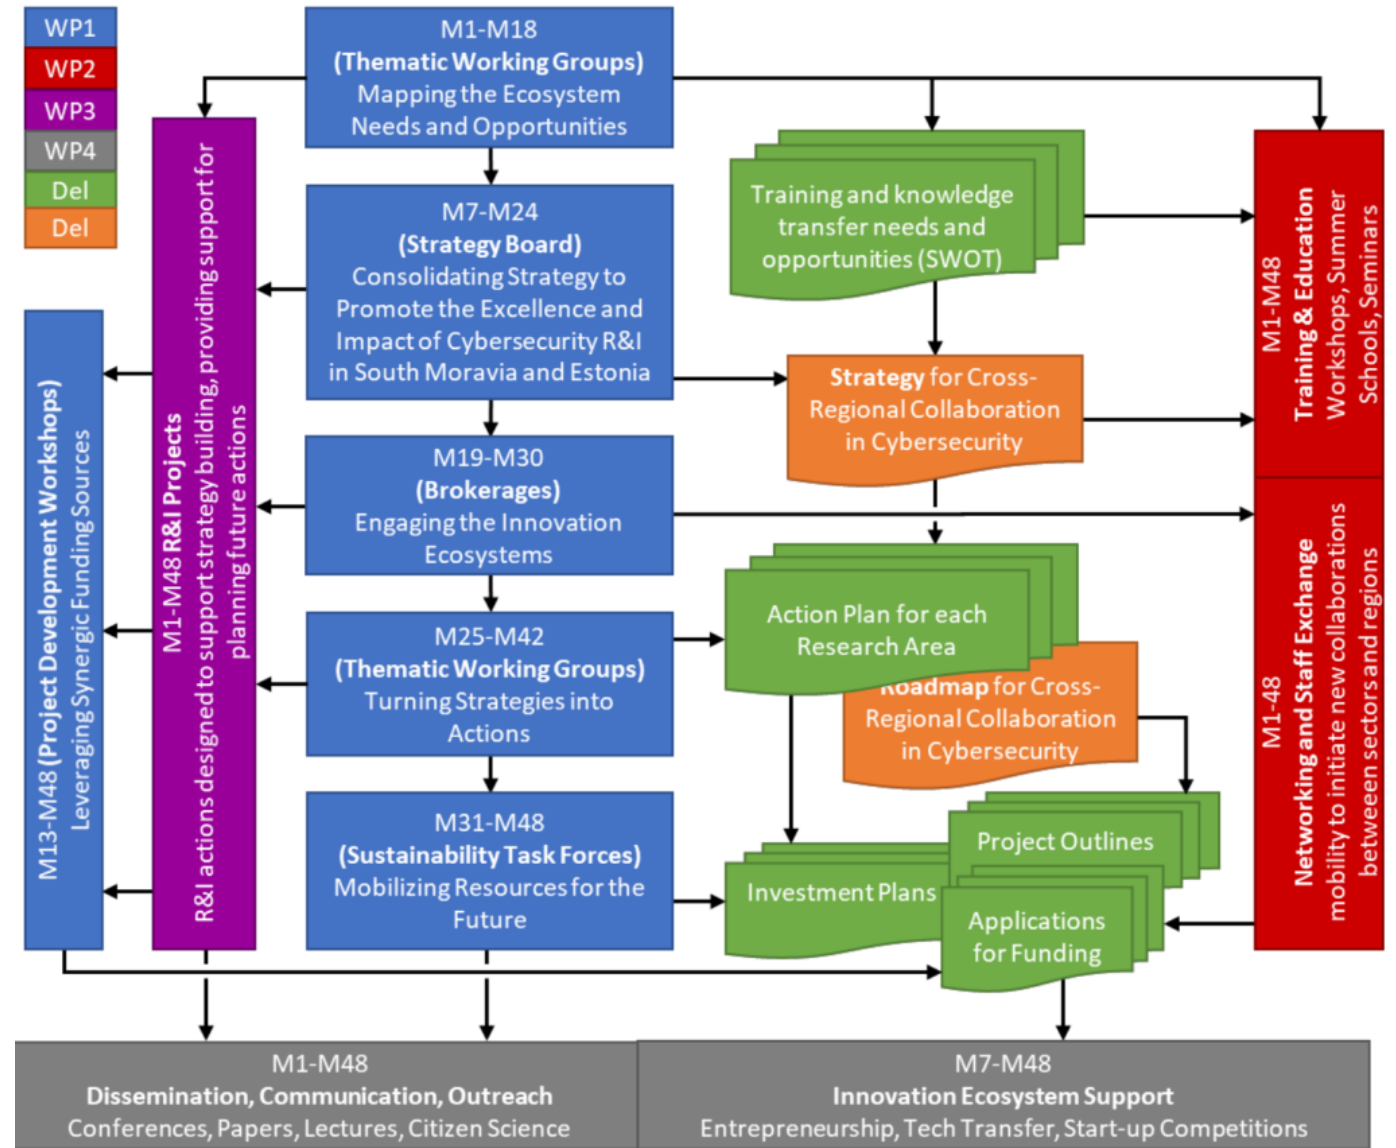 WP1
WP2
WP3
WP4
Del
Del
M1-M18
(Thematic Working Groups)
Mapping the Ecosystem
Needs and Opportunities
M7-M24
(Strategy Board)
Consolidating Strategy to
Promote the Excellence and
Impact of Cybersecurity R&I
in South Moravia and Estonia
M19-M30
(Brokerages)
Engaging the Innovation
Ecosystems
M25-M42
(Thematic Working Groups)
Turning Strategies into
Actions
M31-M48
(Sustainability Task Forces)
Mobilizing Resources for the
Future
M13-M48 (Project Development Workshops)
Leveraging Synergic Funding Sources
M1-M48 R&I Projects
R&I actions designed to support strategy building, providing support for
planning future actions
Training and knowledge
transfer needs and
opportunities (SWOT)
Strategy for Cross-
Regional Collaboration
in Cybersecurity
Action Plan for each
Research Area
Roadmap for Cross-
Regional Collaboration
in Cybersecurity
Project Outlines
Investment Plans
Applications
for Funding
M1-M48
Training & Education
Workshops, Summer
Schools, Seminars
M1-48
Networking and Staff Exchange
mobility to initiate new collaborations
betweeen sectors and regions
M1-M48
Dissemination, Communication, Outreach
Conferences, Papers, Lectures, Citizen Science
M7-M48
Innovation Ecosystem Support
Entrepreneurship, Tech Transfer, Start-up Competitions